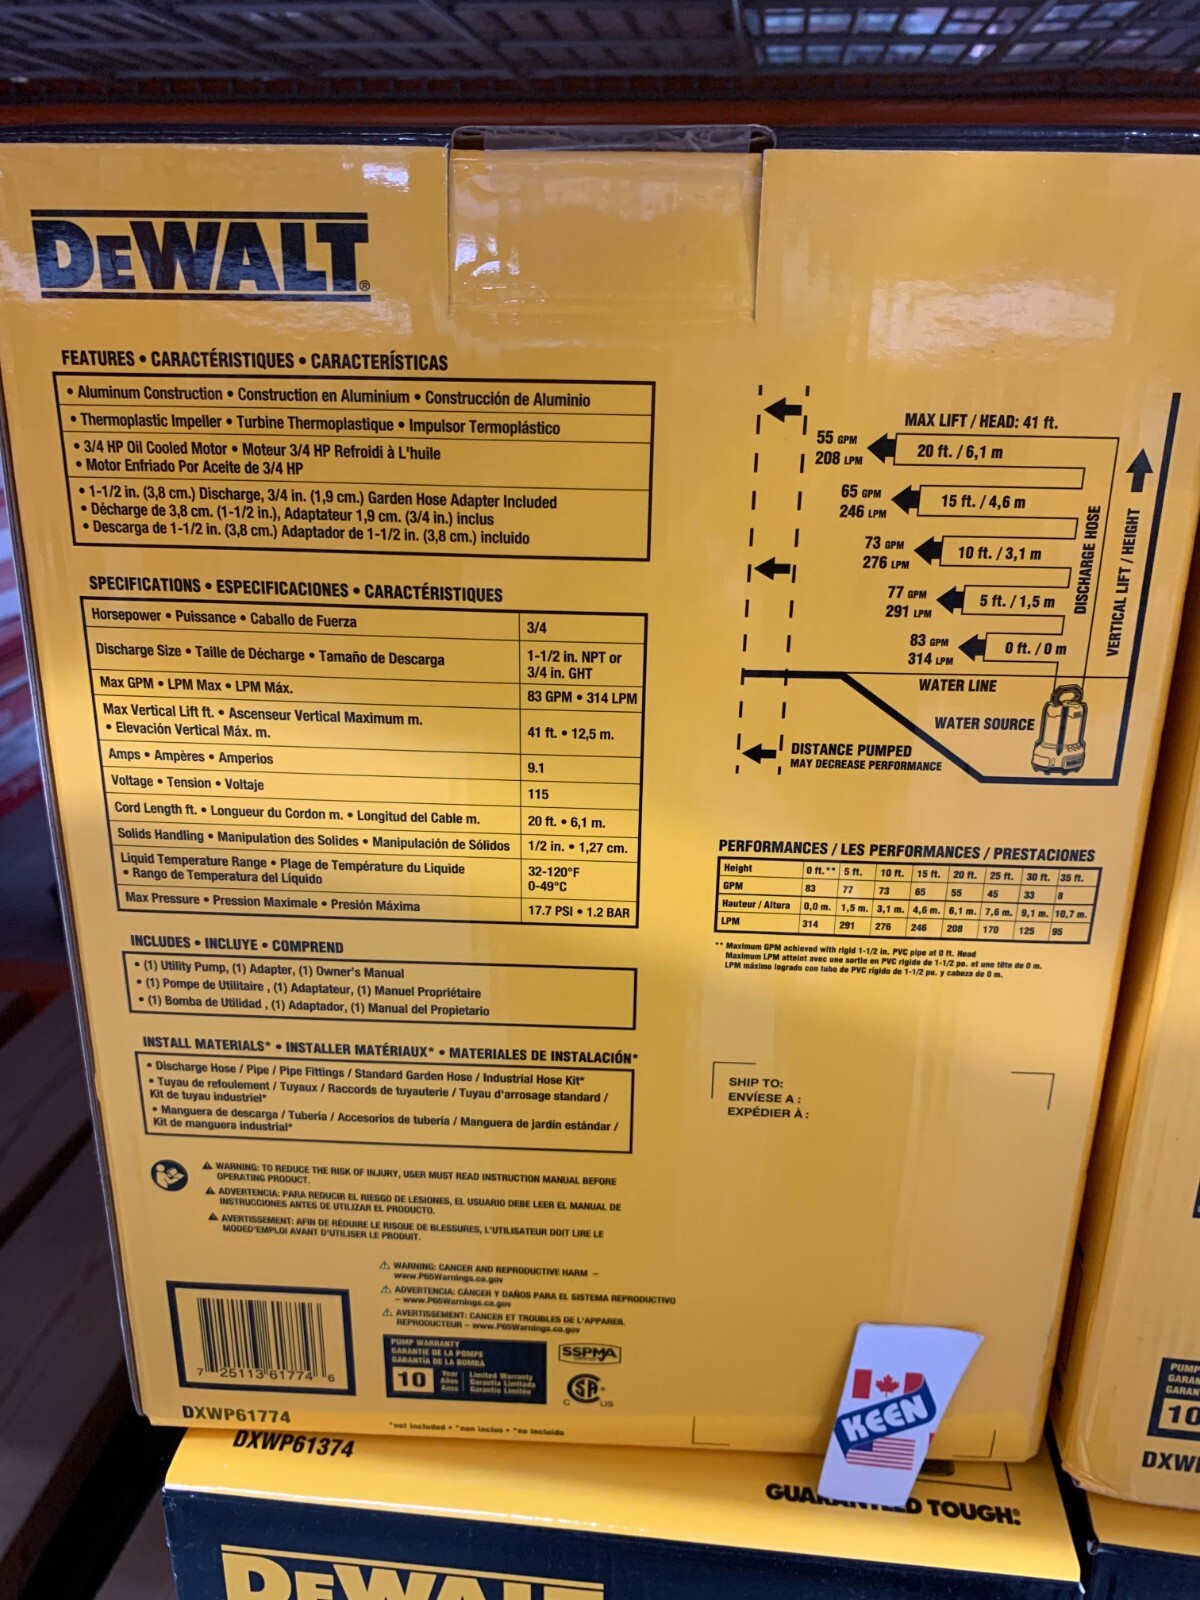 DEWALT®
FEATURES • CARACTÉRISTIQUES • CARACTERÍSTICAS
• Aluminum Construction • Construction en Aluminium • Construcción de Aluminio
• Thermoplastic Impeller • Turbine Thermoplastique • Impulsor Termoplástico
• 3/4 HP Oil Cooled Motor • Moteur 3/4 HP Refroidi à L'huile
• Motor Enfriado Por Aceite de 3/4 HP
• 1-1/2 in. (3,8 cm.) Discharge, 3/4 in. (1,9 cm.) Garden Hose Adapter Included
• Décharge de 3,8 cm. (1-1/2 in.), Adaptateur 1,9 cm. (3/4 in.) inclus
• Descarga de 1-1/2 in. (3,8 cm.) Adaptador de 1-1/2 in. (3,8 cm.) incluido
SPECIFICATIONS • ESPECIFICACIONES • CARACTÉRISTIQUES
Horsepower • Puissance • Caballo de Fuerza 3/4
Discharge Size • Taille de Décharge • Tamaño de Descarga 1-1/2 in. NPT or
3/4 in. GHT
Max GPM • LPM Max • LPM Máx. 83 GPM • 314 LPM
Max Vertical Lift ft. • Ascenseur Vertical Maximum m.
• Elevación Vertical Máx. m. 41 ft. • 12,5 m.
Amps • Ampères • Amperios 9.1
Voltage • Tension • Voltaje 115
Cord Length ft. • Longueur du Cordon m. • Longitud del Cable m. 20 ft. • 6,1 m.
Solids Handling • Manipulation des Solides • Manipulación de Sólidos 1/2 in. • 1,27 cm.
Liquid Temperature Range • Plage de Température du Liquide 32-120°F
• Rango de Temperatura del Líquido 0-49°C
Max Pressure • Pression Maximale • Presión Máxima 17.7 PSI • 1.2 BAR
INCLUDES • INCLUYE • COMPREND
• (1) Utility Pump, (1) Adapter, (1) Owner's Manual
• (1) Pompe de Utilitaire , (1) Adaptateur, (1) Manuel Propriétaire
• (1) Bomba de Utilidad , (1) Adaptador, (1) Manual del Propietario
INSTALL MATERIALS* • INSTALLER MATÉRIAUX* • MATERIALES DE INSTALACIÓN*
• Discharge Hose / Pipe / Pipe Fittings / Standard Garden Hose / Industrial Hose Kit*
• Tuyau de refoulement / Tuyaux / Raccords de tuyauterie / Tuyau d'arrosage standard /
Kit de tuyau industriel*
• Manguera de descarga / Tuberia / Accesorios de tuberia / Manguera de jardín estándar /
Kit de manguera industrial*
WARNING: TO REDUCE THE RISK OF INJURY, USER MUST READ INSTRUCTION MANUAL BEFORE
OPERATING PRODUCT.
ADVERTENCIA: PARA REDUCIR EL RIESGO DE LESIONES, EL USUARIO DEBE LEER EL MANUAL DE
INSTRUCCIONES ANTES DE UTILIZAR EL PRODUCTO.
AVERTISSEMENT: AFIN DE RÉDUIRE LE RISQUE DE BLESSURES, L'UTILISATEUR DOIT LIRE LE
MODED'EMPLOI AVANT D'UTILISER LE PRODUIT.
WARNING: CANCER AND REPRODUCTIVE HARM –
www.P65Warnings.ca.gov
ADVERTENCIA: CÁNCER Y DAÑOS PARA EL SISTEMA REPRODUCTIVO
– www.P65Warnings.ca.gov
AVERTISSEMENT: CANCER ET TROUBLES DE L'APPAREIL
REPRODUCTEUR – www.P65Warnings.ca.gov
PUMP WARRANTY
GARANTIE DE LA POMPE
GARANTÍA DE LA BOMBA
10
Year Limited Warranty
Años Garantía Limitada
Anss Garantie Limitée
SSPMA
CERTIFIED
SA
C US
7 25113 61774 6
DXWP61774
*not included • *non inclus • *no incluido
MAX LIFT / HEAD: 41 ft.
55 GPM
208 LPM
20 ft. / 6,1 m
65 GPM
246 LPM
15 ft. / 4,6 m
73 GPM
276 LPM
10 ft. / 3,1 m
77 GPM
291 LPM
5 ft. / 1,5 m
83 GPM
314 LPM
0 ft. / 0 m
DISCHARGE HOSE
VERTICAL LIFT / HEIGHT
WATER LINE
WATER SOURCE
DISTANCE PUMPED
MAY DECREASE PERFORMANCE
PERFORMANCES / LES PERFORMANCES / PRESTACIONES
Height 0 ft.** 5 ft. 10 ft. 15 ft. 20 ft. 25 ft. 30 ft. 35 ft.
GPM 83 77 73 65 55 45 33 8
Hauteur / Altura 0,0 m. 1,5 m. 3,1 m. 4,6 m. 6,1 m. 7,6 m. 9,1 m. 10,7 m.
LPM 314 291 276 246 208 170 125 95
** Maximum GPM achieved with rigid 1-1/2 in. PVC pipe at 0 ft. Head
Maximum LPM atteint avec une sortie en PVC rigide de 1-1/2 po. et une tête de 0 m.
LPM máximo logrado con tubo de PVC rígido de 1-1/2 pu. y cabeza de 0 m.
SHIP TO:
ENVÍESE A :
EXPÉDIER À :
KEEN
DXWP61374
GUARANTEED TOUGH.®
DEWALT
PUMP
GARAN
GARAN
10
DXW